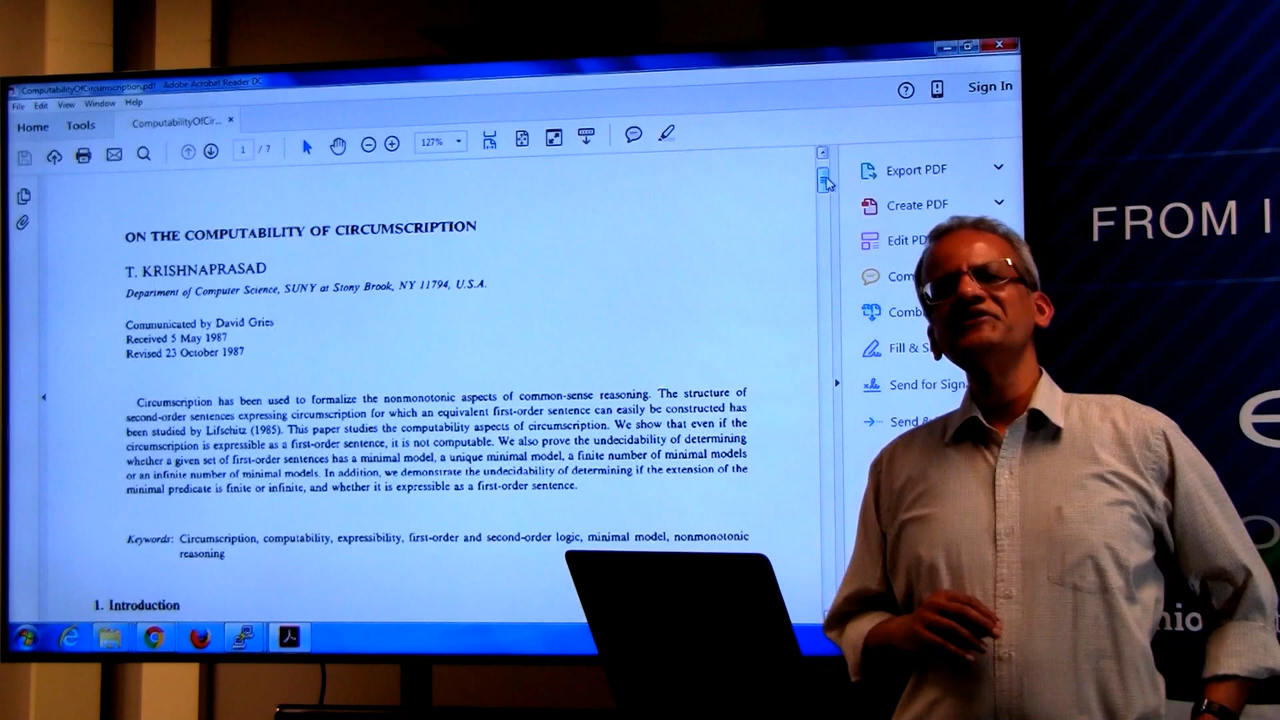 ComputabilityOfCircumscription.pdf - Adobe Acrobat Reader DC
File Edit View Window Help
Home Tools ComputabilityOfCir... × Sign In
1 / 7 127%
ON THE COMPUTABILITY OF CIRCUMSCRIPTION
T. KRISHNAPRASAD
Department of Computer Science, SUNY at Stony Brook, NY 11794, U.S.A.
Communicated by David Gries
Received 5 May 1987
Revised 23 October 1987
Circumscription has been used to formalize the nonmonotonic aspects of common-sense reasoning. The structure of
second-order sentences expressing circumscription for which an equivalent first-order sentence can easily be constructed has
been studied by Lifschitz (1985). This paper studies the computability aspects of circumscription. We show that even if the
circumscription is expressible as a first-order sentence, it is not computable. We also prove the undecidability of determining
whether a given set of first-order sentences has a minimal model, a unique minimal model, a finite number of minimal models
or an infinite number of minimal models. In addition, we demonstrate the undecidability of determining if the extension of the
minimal predicate is finite or infinite, and whether it is expressible as a first-order sentence.
Keywords: Circumscription, computability, expressibility, first-order and second-order logic, minimal model, nonmonotonic
reasoning
1. Introduction
Export PDF
Create PDF
Edit PD
Com
Comb
Fill & S
Send for Sign
Send &
FROM I
e
hio